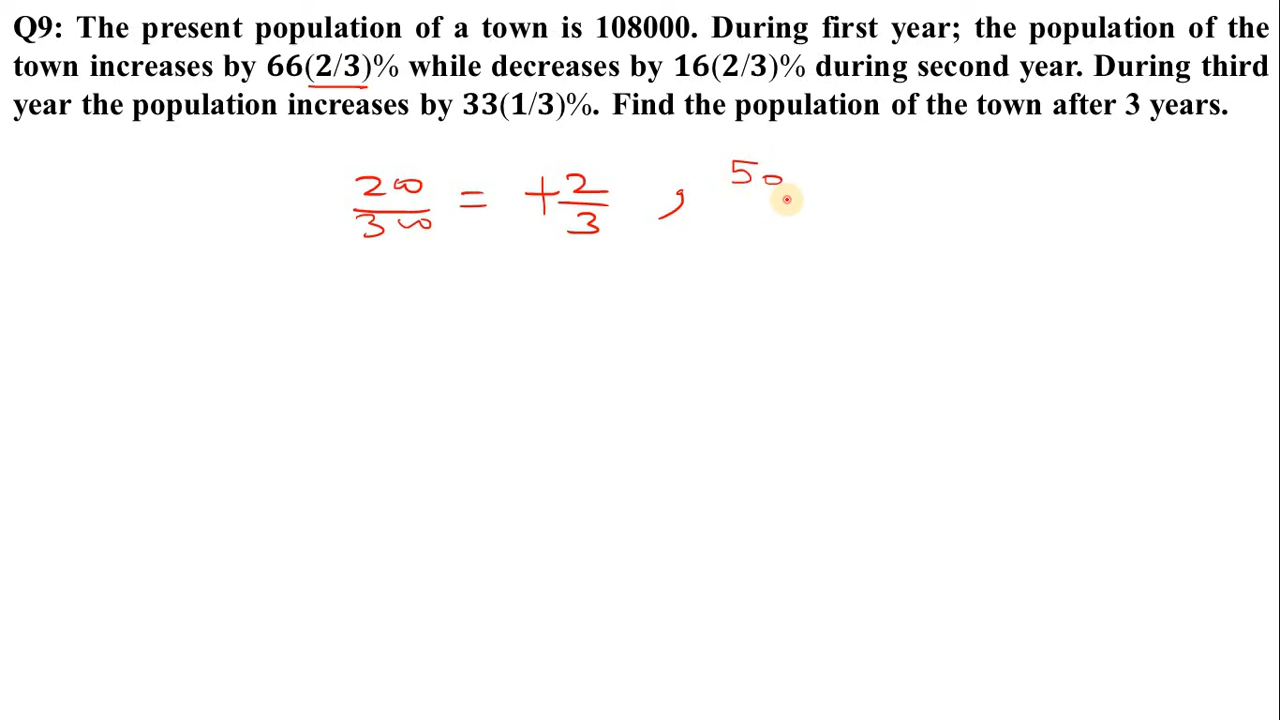 Q9: The present population of a town is 108000. During first year; the population of the
town increases by 66(2/3)% while decreases by 16(2/3)% during second year. During third
year the population increases by 33(1/3)%. Find the population of the town after 3 years.
200/300 = +2/3 , 50